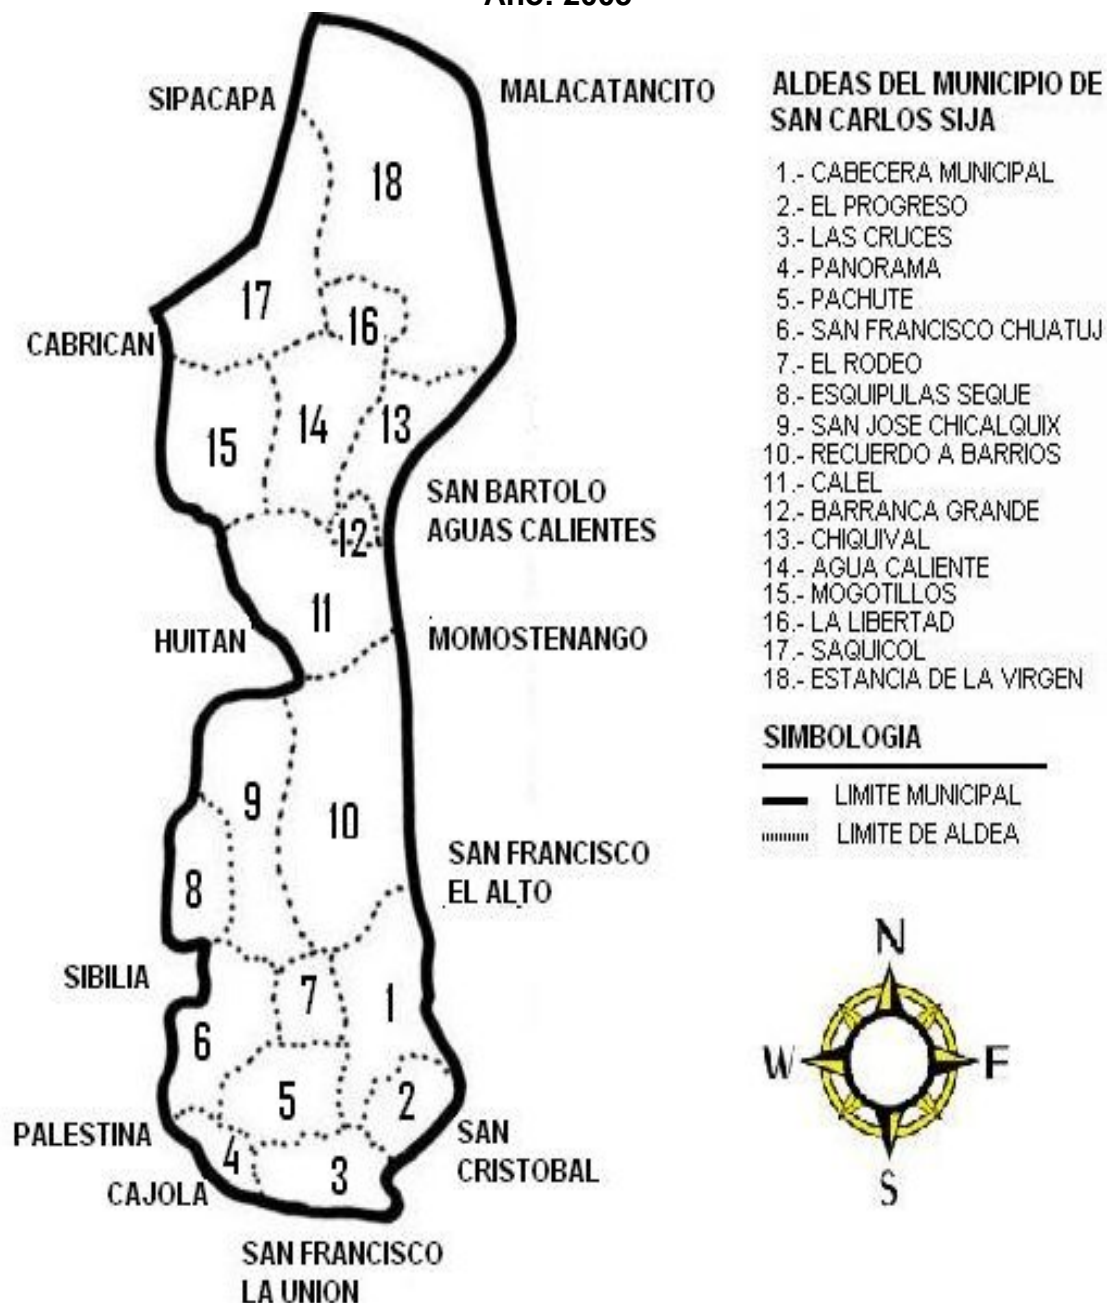 SIPACAPA
MALACATANCITO
18
17
16
CABRICAN
14
13
15
SAN BARTOLO
AGUAS CALIENTES
12
11
HUITAN
MOMOSTENANGO
9
10
SAN FRANCISCO
EL ALTO
8
SIBILIA
7
1
6
5
2
PALESTINA
SAN
CRISTOBAL
4
3
CAJOLA
SAN FRANCISCO
LA UNION
ALDEAS DEL MUNICIPIO DE
SAN CARLOS SIJA
1.- CABECERA MUNICIPAL
2.- EL PROGRESO
3.- LAS CRUCES
4.- PANORAMA
5.- PACHUTE
6.- SAN FRANCISCO CHUATUJ
7.- EL RODEO
8.- ESQUIPULAS SEQUE
9.- SAN JOSE CHICALQUIX
10.- RECUERDO A BARRIOS
11.- CALEL
12.- BARRANCA GRANDE
13.- CHIQUIVAL
14.- AGUA CALIENTE
15.- MOGOTILLOS
16.- LA LIBERTAD
17.- SAQUICOL
18.- ESTANCIA DE LA VIRGEN
SIMBOLOGIA
LIMITE MUNICIPAL
LIMITE DE ALDEA
N
W
E
S